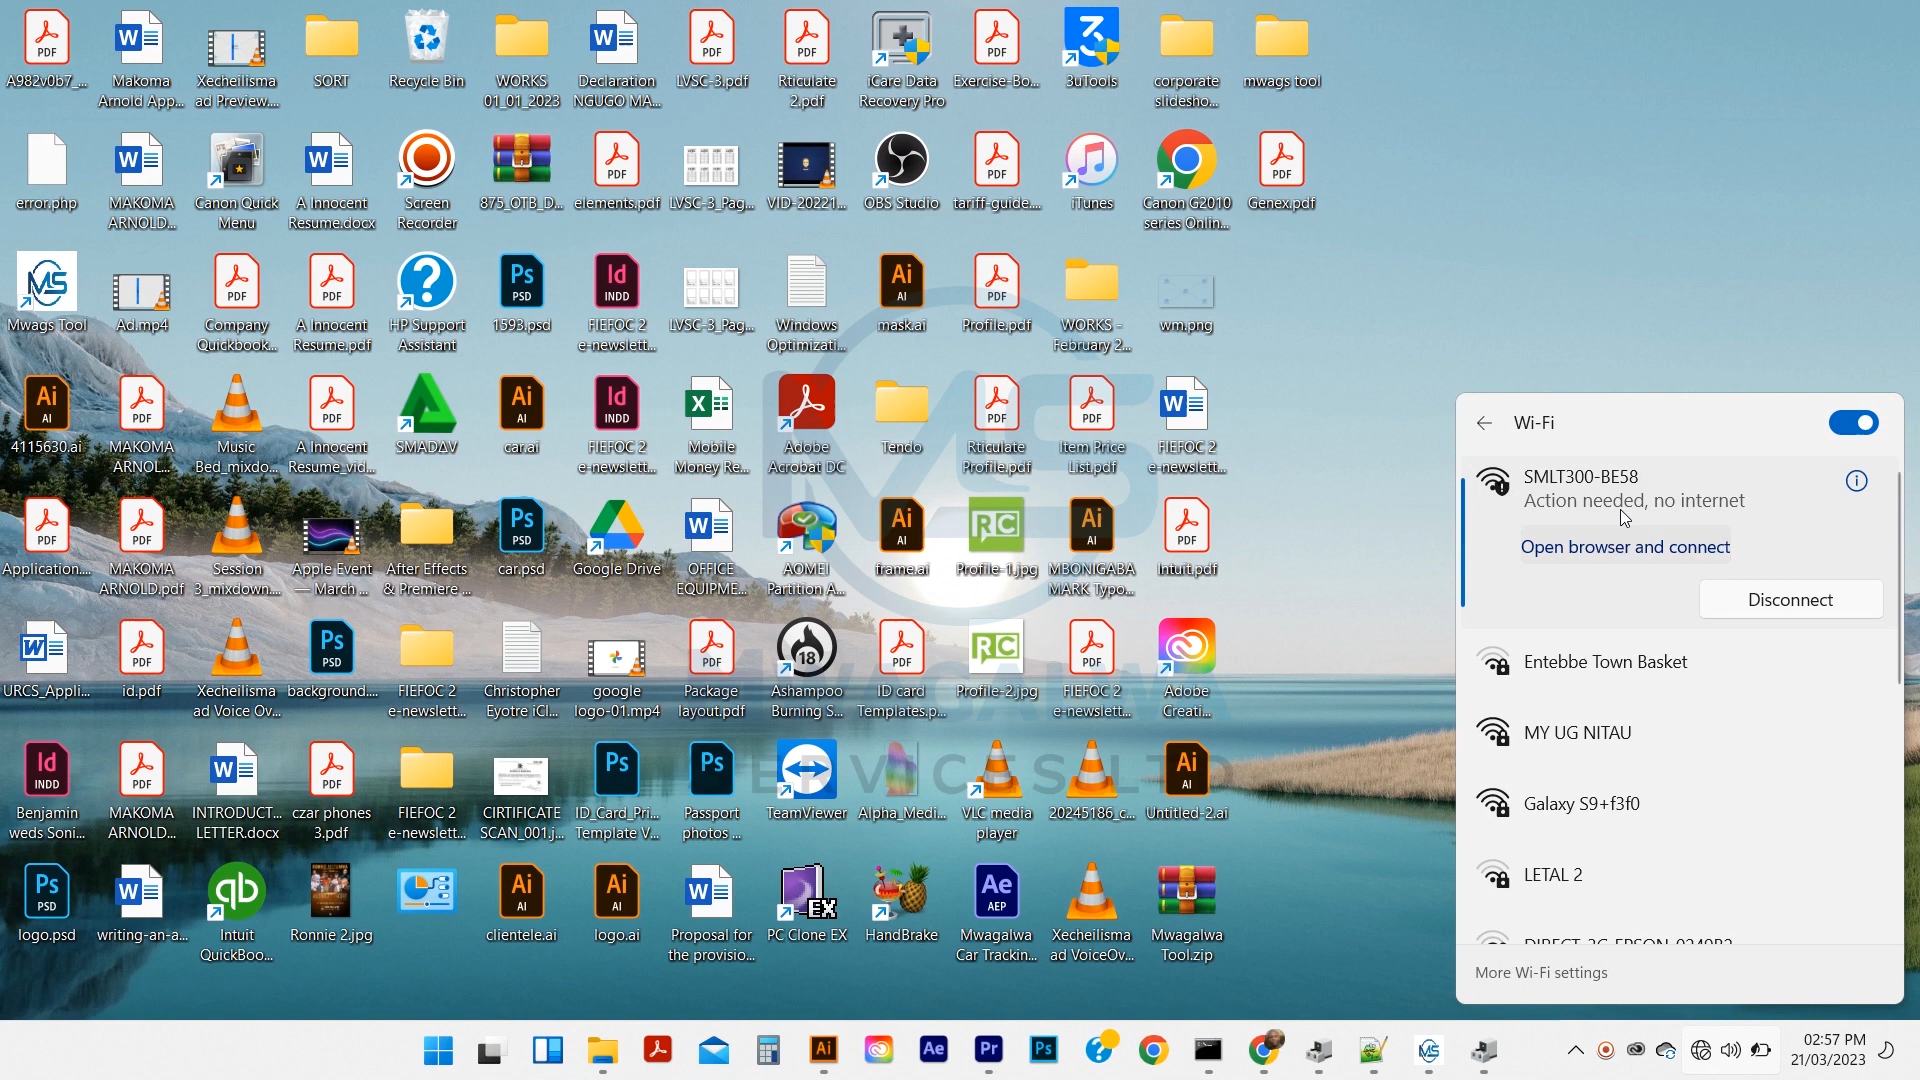 A982v0b7_...
Makoma
Arnold App...
Xecheilisma
ad Preview....
SORT
Recycle Bin
WORKS
01_01_2023
Declaration
NGUGO MA...
LVSC-3.pdf
Rticulate
2.pdf
iCare Data
Recovery Pro
Exercise-Bo...
3uTools
corporate
slidesho...
mwags tool
error.php
MAKOMA
ARNOLD...
Canon Quick
Menu
A Innocent
Resume.docx
Screen
Recorder
875_OTB_D...
elements.pdf
LVSC-3_Pag...
VID-20221...
OBS Studio
tariff-guide....
iTunes
Canon G2010
series Onlin...
Genex.pdf
Mwags Tool
Ad.mp4
Company
Quickbook...
A Innocent
Resume.pdf
HP Support
Assistant
1593.psd
FIEFOC 2
e-newslett...
LVSC-3_Pag...
Windows
Optimizati...
mask.ai
Profile.pdf
WORKS -
February 2...
wm.png
4115630.ai
MAKOMA
ARNOL...
Music
Bed_mixdo...
A Innocent
Resume_vid...
SMADΔV
car.ai
FIEFOC 2
e-newslett...
Mobile
Money Re...
Adobe
Acrobat DC
Tendo
Rticulate
Profile.pdf
Item Price
List.pdf
FIEFOC 2
e-newslett...
Application....
MAKOMA
ARNOLD.pdf
Session
3_mixdown....
Apple Event
— March ...
After Effects
& Premiere ...
car.psd
Google Drive
OFFICE
EQUIPME...
AOMEI
Partition A...
frame.ai
Profile-1.jpg
MBONIGABA
MARK Typo...
Intuit.pdf
URCS_Appli...
id.pdf
Xecheilisma
ad Voice Ov...
background....
FIEFOC 2
e-newslett...
Christopher
Eyotre iCl...
google
logo-01.mp4
Package
layout.pdf
Ashampoo
Burning S...
ID card
Templates.p...
Profile-2.jpg
FIEFOC 2
e-newslett...
Adobe
Creati...
Benjamin
weds Soni...
MAKOMA
ARNOLD...
INTRODUCT...
LETTER.docx
czar phones
3.pdf
FIEFOC 2
e-newslett...
CIRTIFICATE
SCAN_001.j...
ID_Card_Pri...
Template V...
Passport
photos ...
TeamViewer
Alpha_Medi...
VLC media
player
20245186_c...
Untitled-2.ai
logo.psd
writing-an-a...
Intuit
QuickBoo...
Ronnie 2.jpg
clientele.ai
logo.ai
Proposal for
the provisio...
PC Clone EX
HandBrake
Mwagalwa
Car Trackin...
Xecheilisma
ad VoiceOv...
Mwagalwa
Tool.zip
Wi-Fi
SMLT300-BE58
Action needed, no internet
Open browser and connect
Disconnect
Entebbe Town Basket
MY UG NITAU
Galaxy S9+f3f0
LETAL 2
More Wi-Fi settings
02:57 PM
21/03/2023